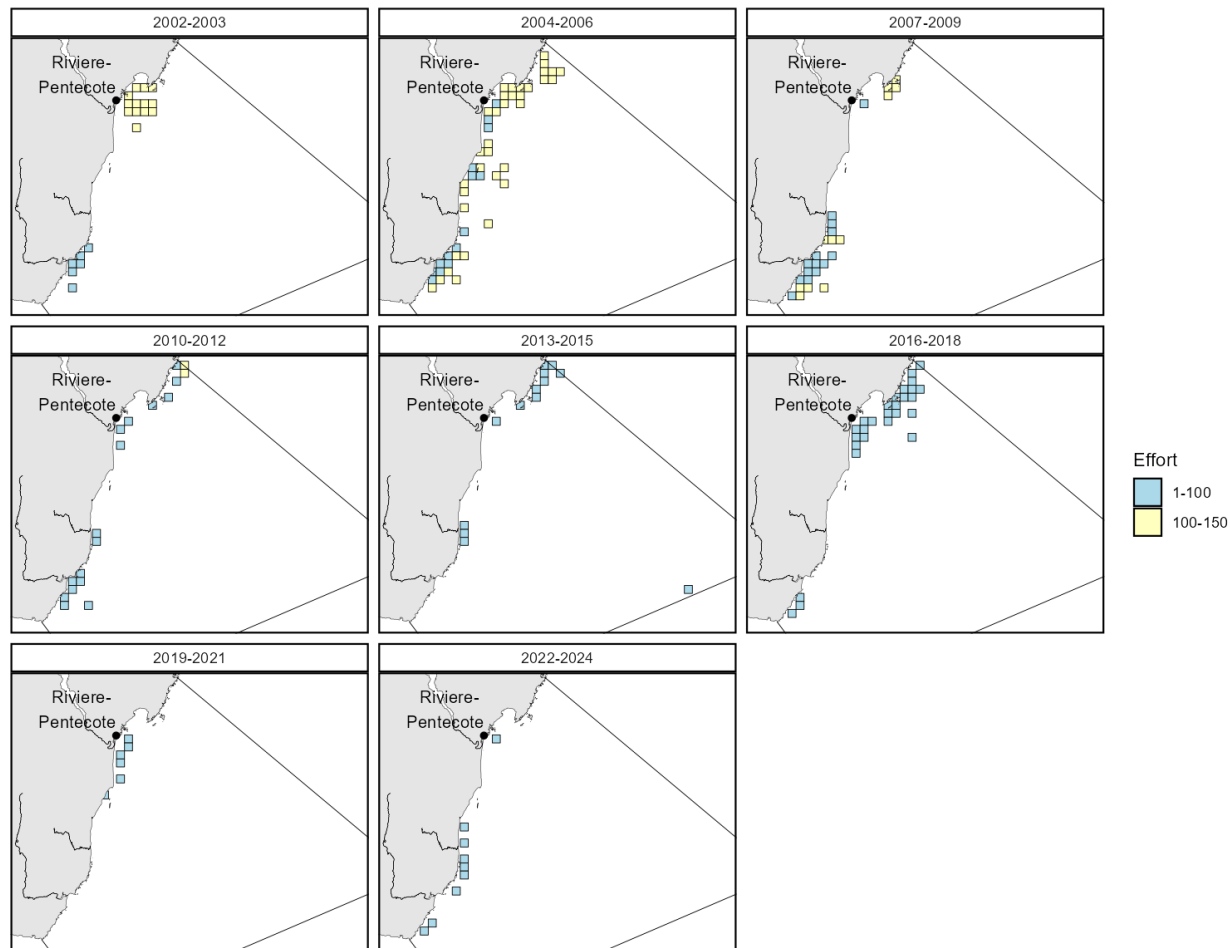 2002-2003
2004-2006
2007-2009
Riviere-
Pentecote
Riviere-
Pentecote
Riviere-
Pentecote
2010-2012
2013-2015
2016-2018
Riviere-
Pentecote
Riviere-
Pentecote
Riviere-
Pentecote
Effort
1-100
100-150
2019-2021
2022-2024
Riviere-
Pentecote
Riviere-
Pentecote